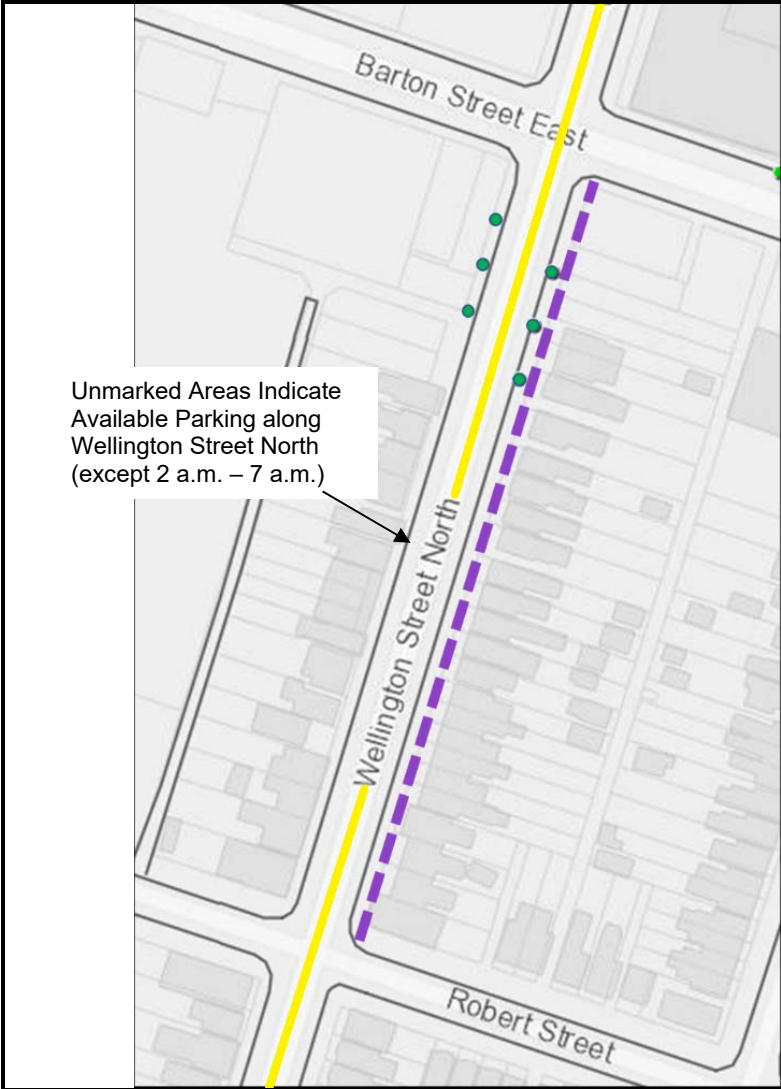 Barton Street East
Unmarked Areas Indicate
Available Parking along
Wellington Street North
(except 2 a.m. – 7 a.m.)
Wellington Street North
Robert Street